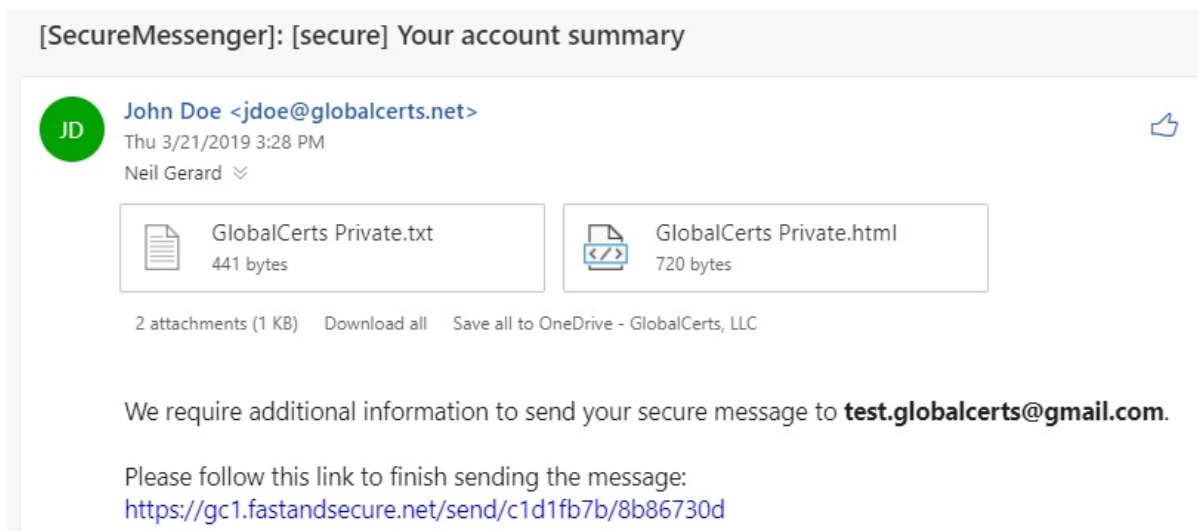 [SecureMessenger]: [secure] Your account summary
JD
John Doe <jdoe@globalcerts.net>
Thu 3/21/2019 3:28 PM
Neil Gerard
GlobalCerts Private.txt
441 bytes
GlobalCerts Private.html
720 bytes
2 attachments (1 KB) Download all Save all to OneDrive - GlobalCerts, LLC
We require additional information to send your secure message to test.globalcerts@gmail.com.
Please follow this link to finish sending the message:
https://gc1.fastandsecure.net/send/c1d1fb7b/8b86730d